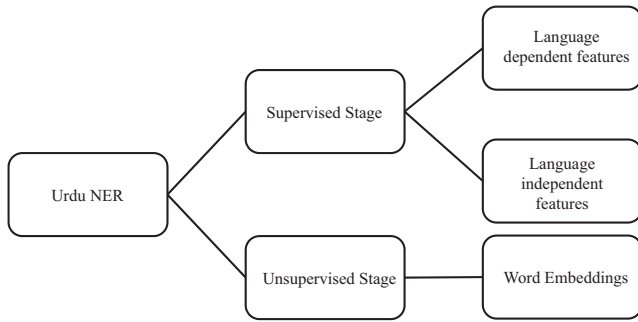 Urdu NER
Supervised Stage
Unsupervised Stage
Language
dependent features
Language
independent
features
Word Embeddings